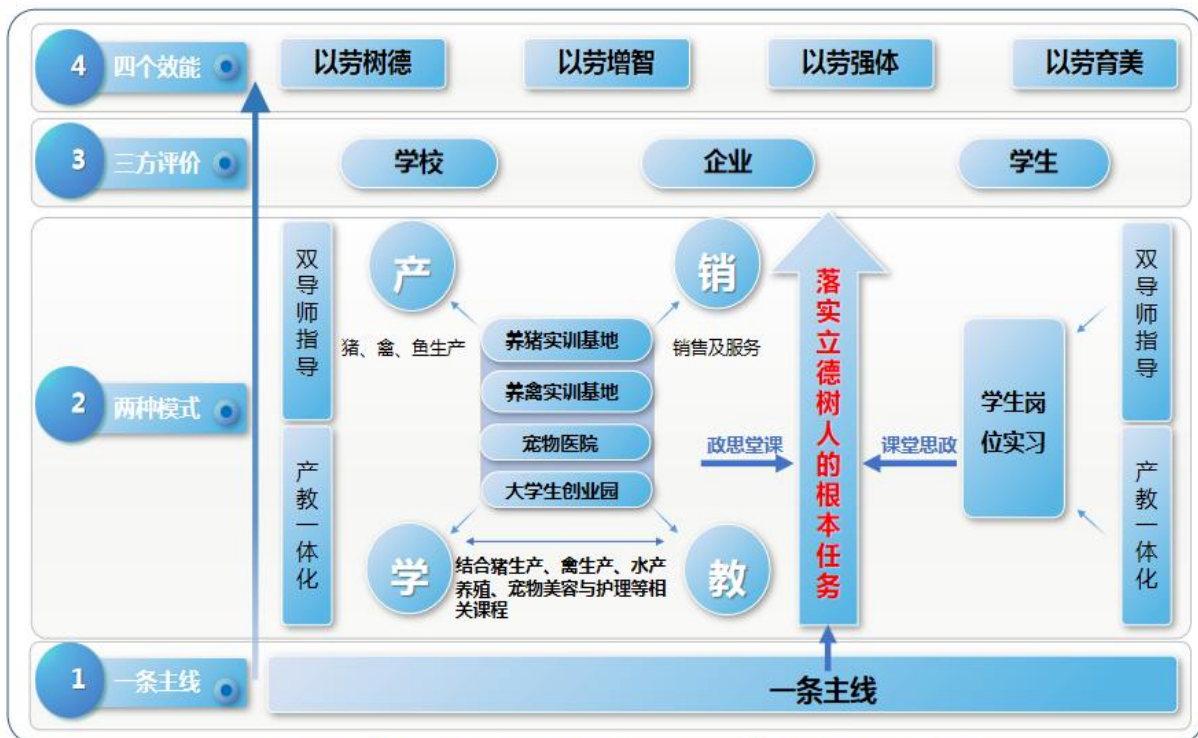 4 四个效能
以劳树德 以劳增智 以劳强体 以劳育美
3 三方评价
学校 企业 学生
2 两种模式
双导师指导
产教一体化
产
猪、禽、鱼生产
销
销售及服务
养猪实训基地
养禽实训基地
宠物医院
大学生创业园
学
教
结合猪生产、禽生产、水产
养殖、宠物美容与护理等相
关课程
政思堂课
落实立德树人的根本任务
课堂思政
学生岗
位实习
双导师指导
产教一体化
1 一条主线
一条主线